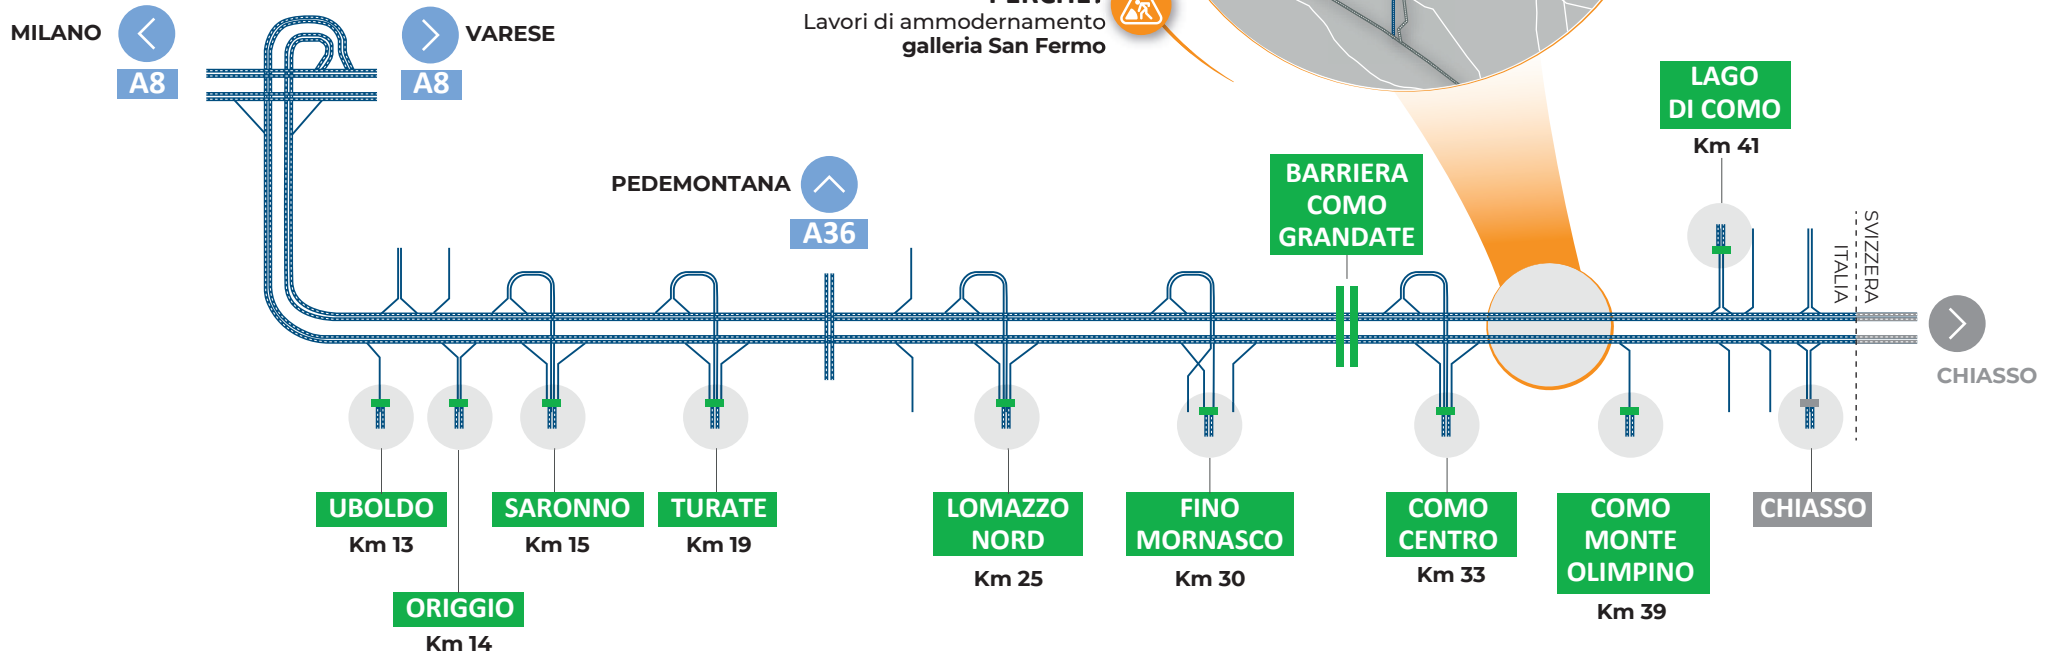 PERCHÉ?
Lavori di ammodernamento
galleria San Fermo
MILANO
A8
VARESE
A8
PEDEMONTANA
A36
BARRIERA
COMO
GRANDATE
LAGO
DI COMO
Km 41
SVIZZERA
ITALIA
CHIASSO
UBOLDO
Km 13
ORIGGIO
Km 14
SARONNO
Km 15
TURATE
Km 19
LOMAZZO
NORD
Km 25
FINO
MORNASCO
Km 30
COMO
CENTRO
Km 33
COMO
MONTE
OLIMPINO
Km 39
CHIASSO